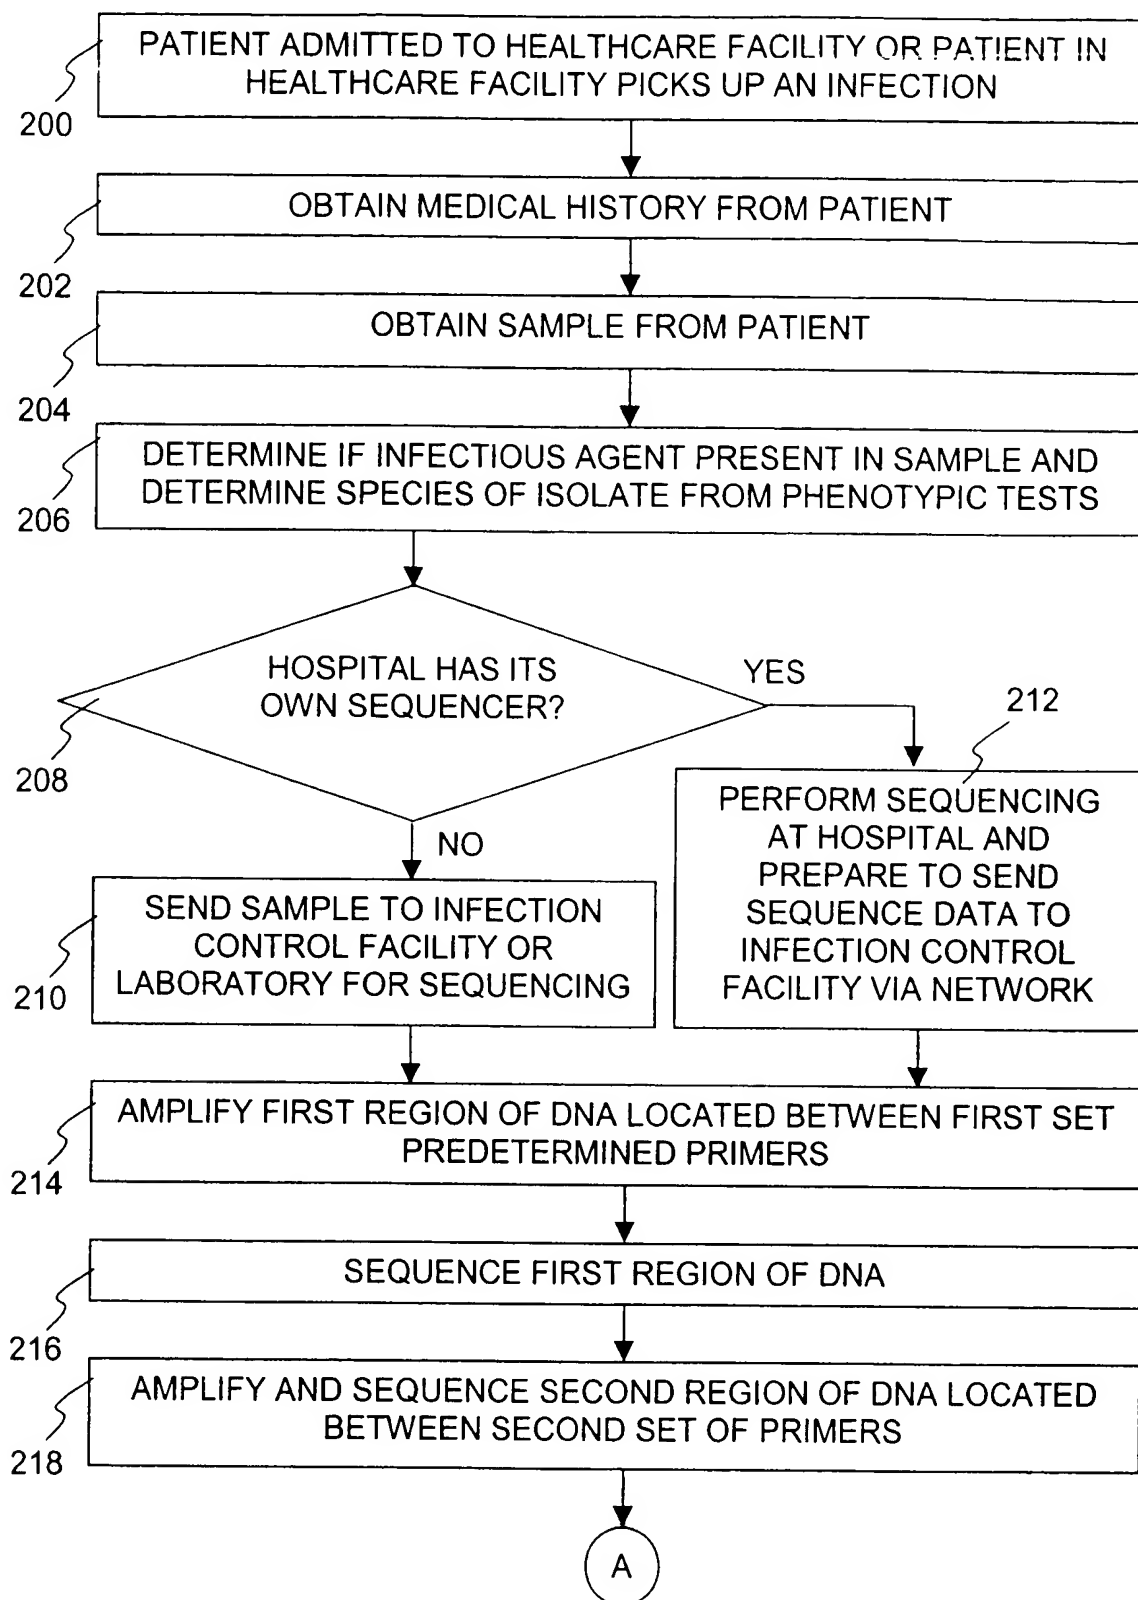 PATIENT ADMITTED TO HEALTHCARE FACILITY OR PATIENT IN
HEALTHCARE FACILITY PICKS UP AN INFECTION
200
OBTAIN MEDICAL HISTORY FROM PATIENT
202
OBTAIN SAMPLE FROM PATIENT
204
DETERMINE IF INFECTIOUS AGENT PRESENT IN SAMPLE AND
DETERMINE SPECIES OF ISOLATE FROM PHENOTYPIC TESTS
206
HOSPITAL HAS ITS
OWN SEQUENCER?
208
YES
212
NO
PERFORM SEQUENCING
AT HOSPITAL AND
PREPARE TO SEND
SEQUENCE DATA TO
INFECTION CONTROL
FACILITY VIA NETWORK
SEND SAMPLE TO INFECTION
CONTROL FACILITY OR
LABORATORY FOR SEQUENCING
210
AMPLIFY FIRST REGION OF DNA LOCATED BETWEEN FIRST SET
PREDETERMINED PRIMERS
214
SEQUENCE FIRST REGION OF DNA
216
AMPLIFY AND SEQUENCE SECOND REGION OF DNA LOCATED
BETWEEN SECOND SET OF PRIMERS
218
A